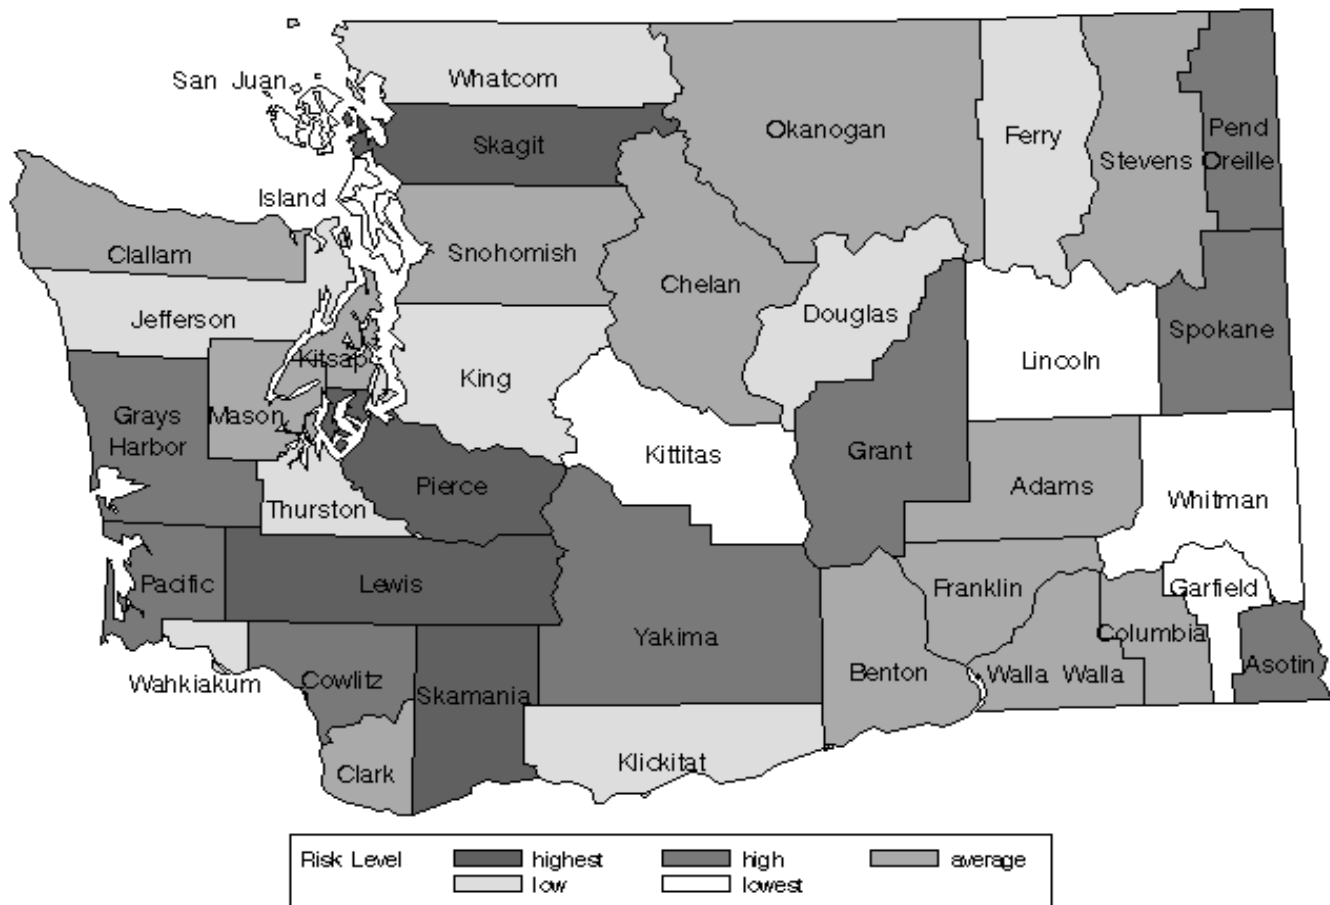 Whatcom
San Juan
Skagit
Okanogan
Ferry
Stevens
Pend
Oreille
Island
Clallam
Snohomish
Chelan
Jefferson
Douglas
Spokane
Kitsap
King
Lincoln
Grays
Harbor
Mason
Kittitas
Grant
Pierce
Adams
Whitman
Thurston
Pacific
Lewis
Franklin
Garfield
Yakima
Columbia
Wahkiakum
Cowlitz
Skamania
Benton
Walla Walla
Asotin
Clark
Klickitat
Risk Level highest high average
low lowest